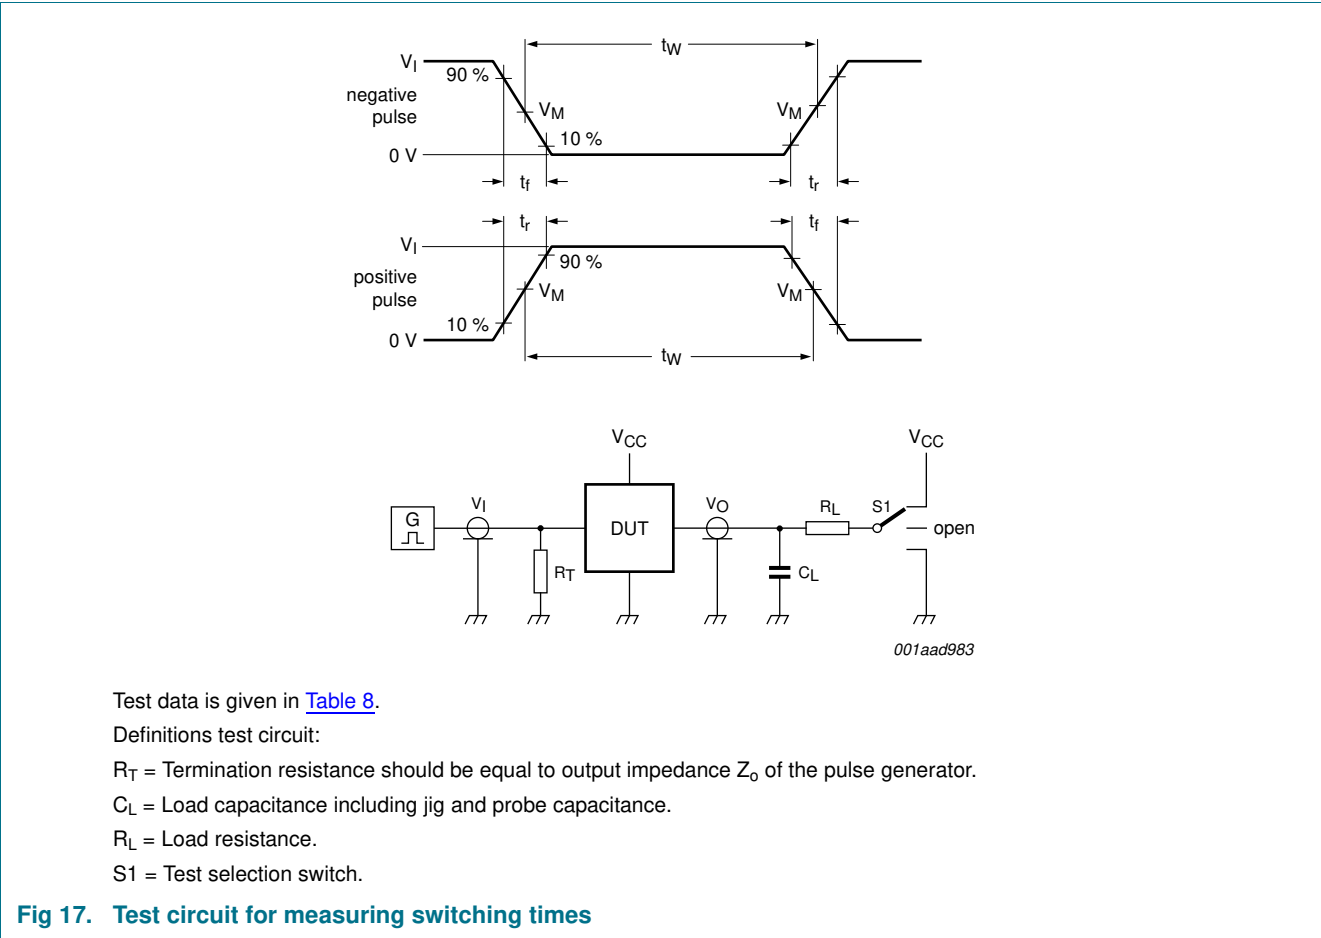 tW
VI
90 %
negative
pulse
VM
VM
10 %
0 V
tf
tr
tr
tf
VI
90 %
positive
pulse
VM
VM
10 %
0 V
tW
VCC
VCC
G
VI
DUT
VO
RL
S1
open
RT
CL
001aad983
Test data is given in Table 8.
Definitions test circuit:
RT = Termination resistance should be equal to output impedance Zo of the pulse generator.
CL = Load capacitance including jig and probe capacitance.
RL = Load resistance.
S1 = Test selection switch.
Fig 17. Test circuit for measuring switching times